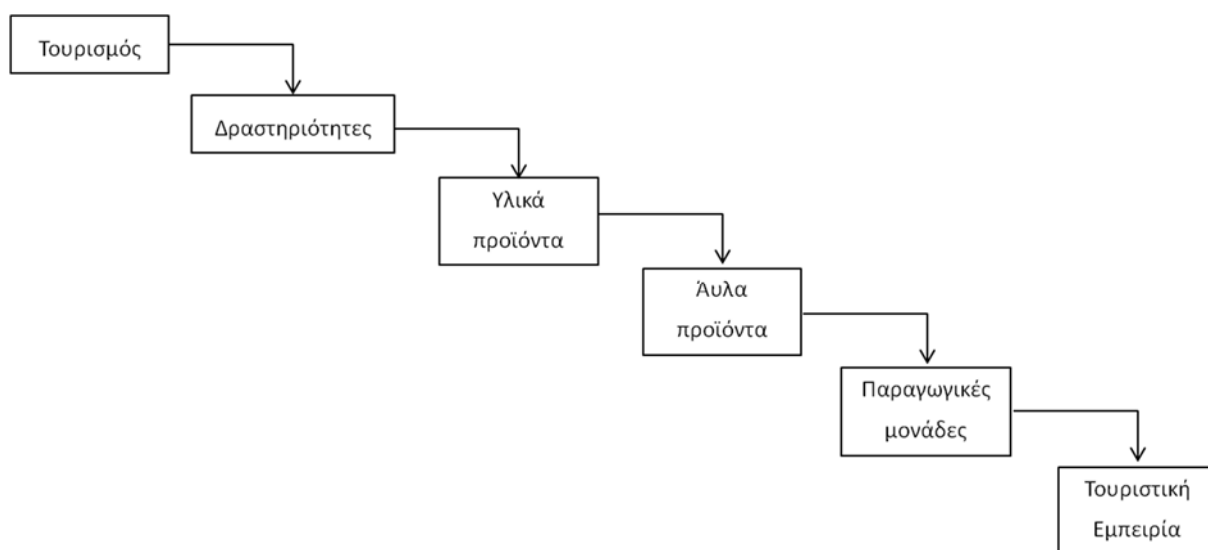 Τουρισμός
Δραστηριότητες
Υλικά
προϊόντα
Άυλα
προϊόντα
Παραγωγικές
μονάδες
Τουριστική
Εμπειρία